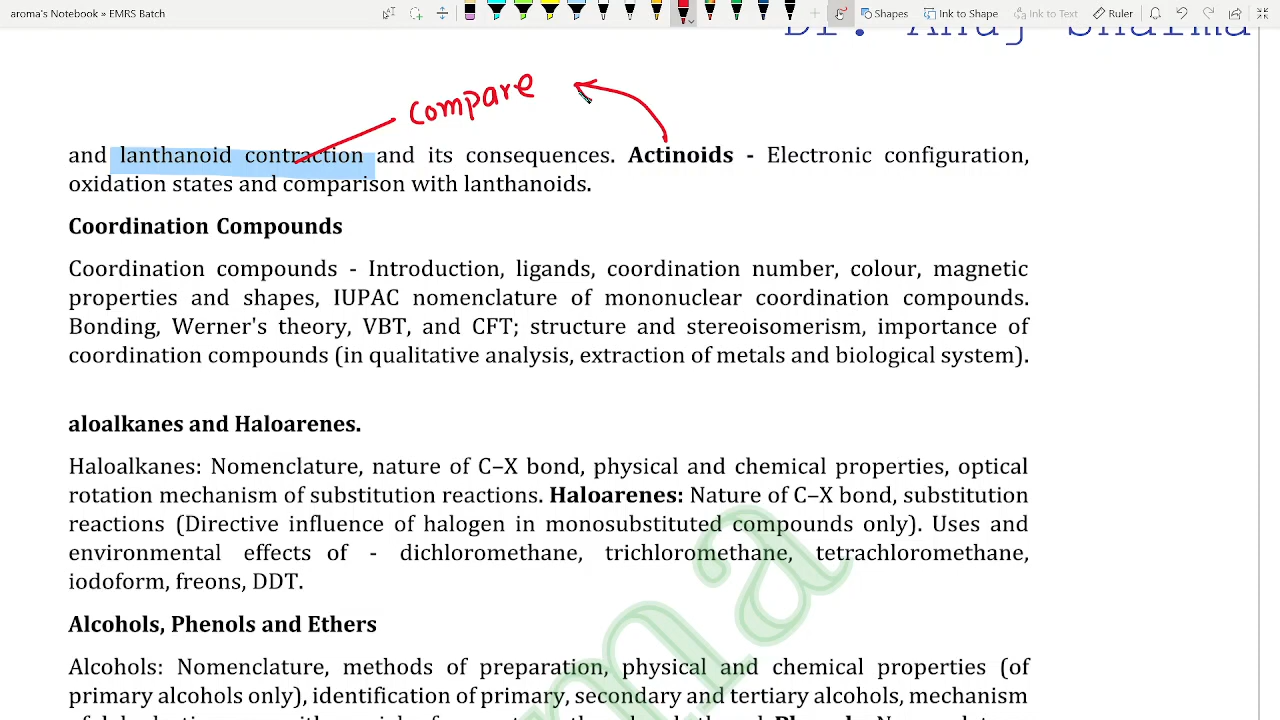 aroma's Notebook » EMRS Batch
Shapes
Ink to Shape
Ink to Text
Ruler
Dr. Anuj Sharma
Compare
and lanthanoid contraction and its consequences. Actinoids - Electronic configuration,
oxidation states and comparison with lanthanoids.
Coordination Compounds
Coordination compounds - Introduction, ligands, coordination number, colour, magnetic
properties and shapes, IUPAC nomenclature of mononuclear coordination compounds.
Bonding, Werner's theory, VBT, and CFT; structure and stereoisomerism, importance of
coordination compounds (in qualitative analysis, extraction of metals and biological system).
aloalkanes and Haloarenes.
Haloalkanes: Nomenclature, nature of C–X bond, physical and chemical properties, optical
rotation mechanism of substitution reactions. Haloarenes: Nature of C–X bond, substitution
reactions (Directive influence of halogen in monosubstituted compounds only). Uses and
environmental effects of - dichloromethane, trichloromethane, tetrachloromethane,
iodoform, freons, DDT.
Alcohols, Phenols and Ethers
Alcohols: Nomenclature, methods of preparation, physical and chemical properties (of
primary alcohols only), identification of primary, secondary and tertiary alcohols, mechanism